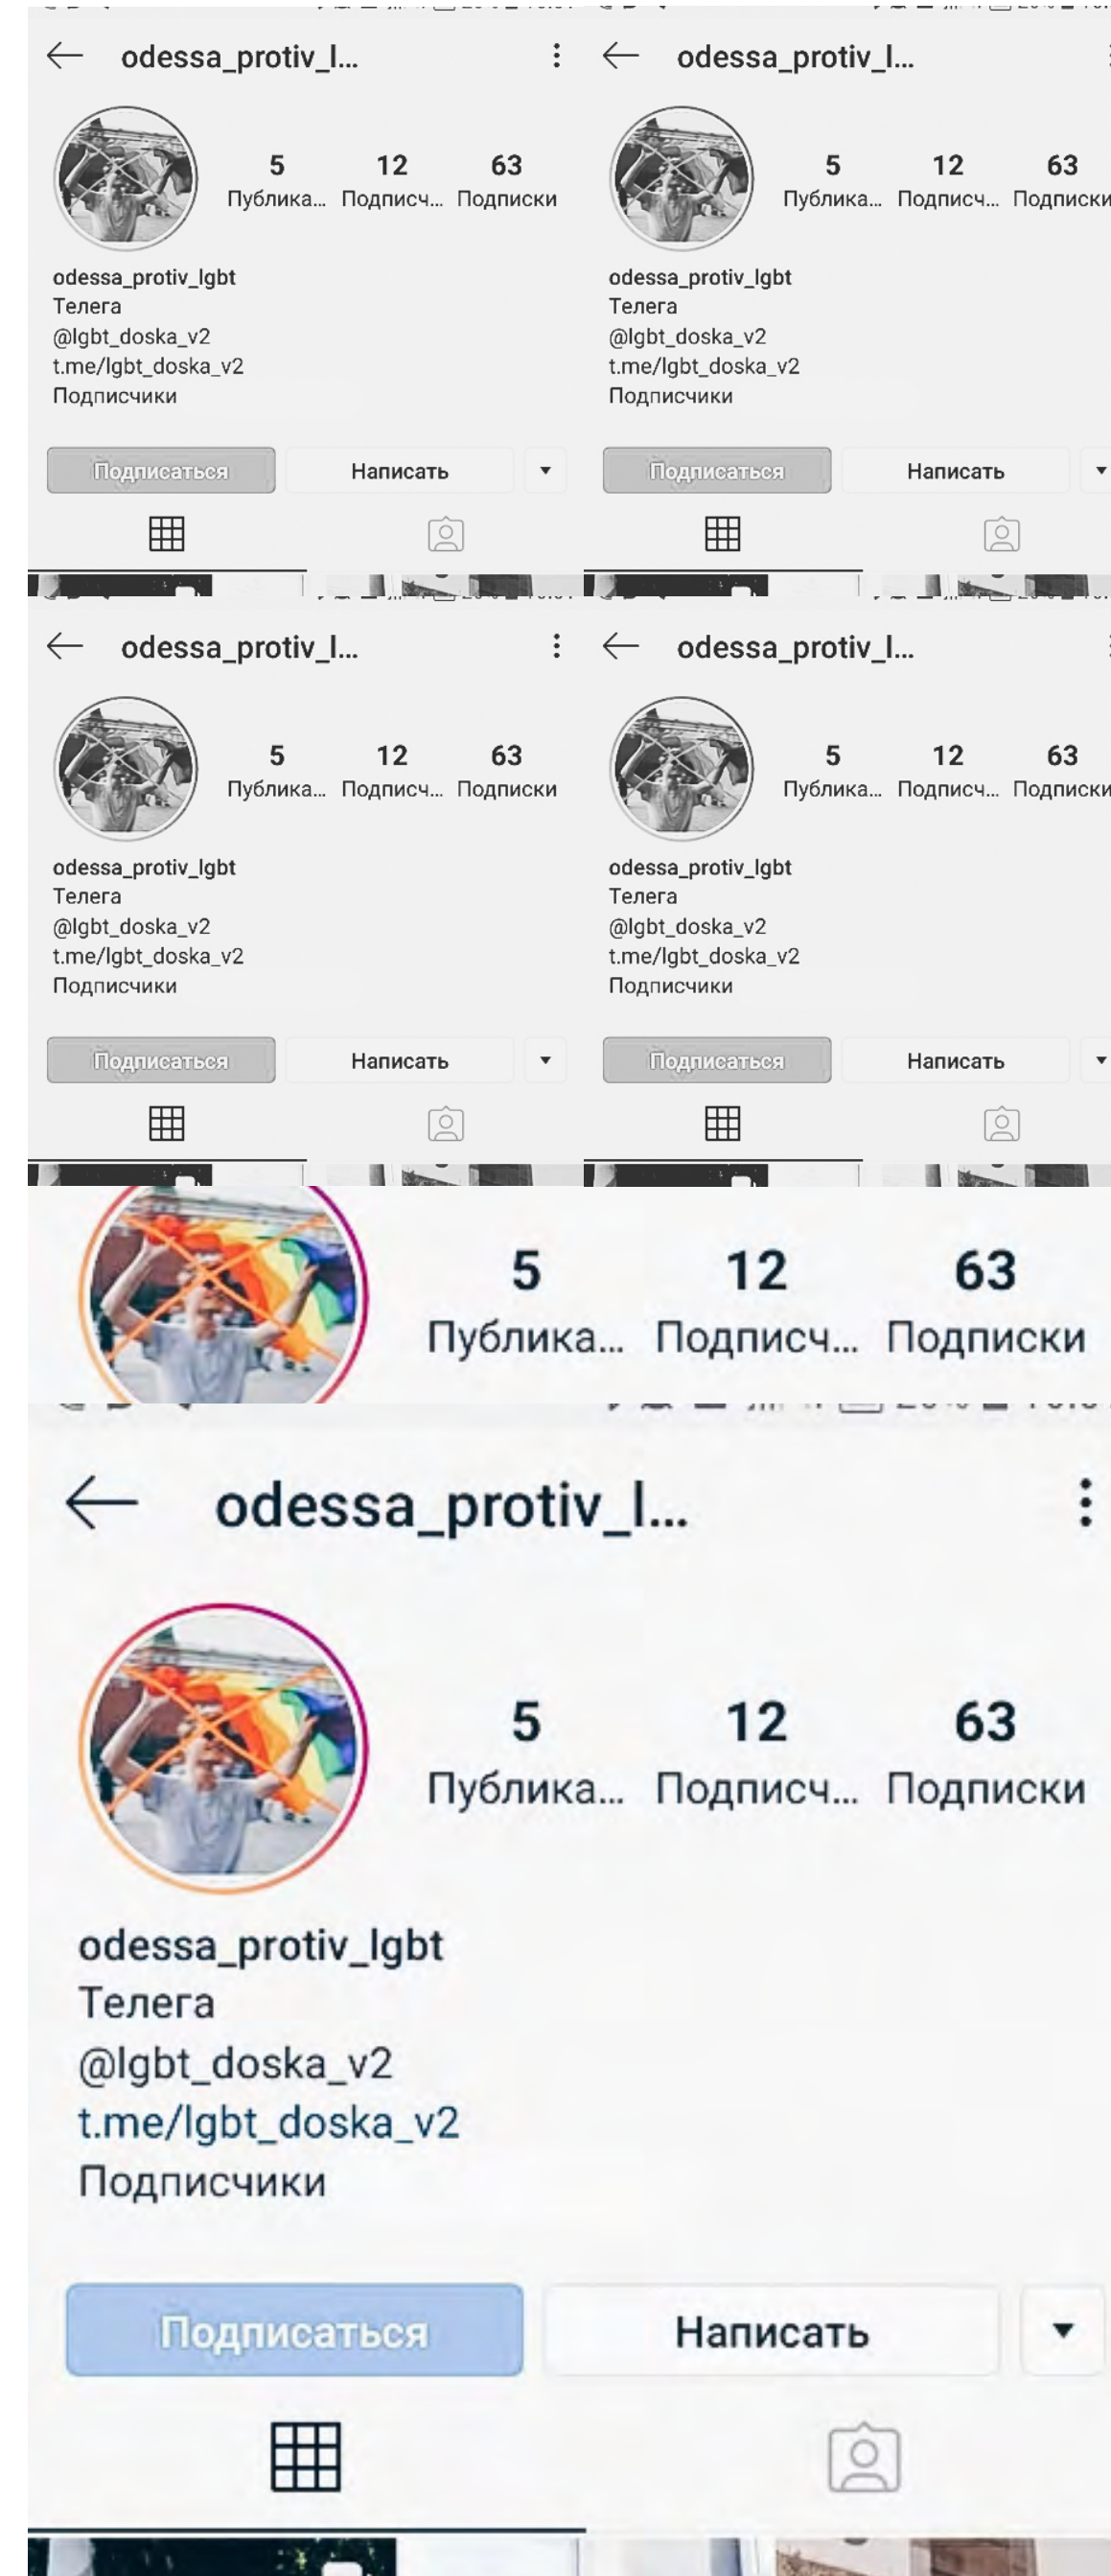 odessa_protiv_l...
5 12 63
Публика... Подписч... Подписки
odessa_protiv_lgbt
Телега
@lgbt_doska_v2
t.me/lgbt_doska_v2
Подписчики
Подписаться Написать
odessa_protiv_l...
5 12 63
Публика... Подписч... Подписки
odessa_protiv_lgbt
Телега
@lgbt_doska_v2
t.me/lgbt_doska_v2
Подписчики
Подписаться Написать
odessa_protiv_l...
5 12 63
Публика... Подписч... Подписки
odessa_protiv_lgbt
Телега
@lgbt_doska_v2
t.me/lgbt_doska_v2
Подписчики
Подписаться Написать
odessa_protiv_l...
5 12 63
Публика... Подписч... Подписки
odessa_protiv_lgbt
Телега
@lgbt_doska_v2
t.me/lgbt_doska_v2
Подписчики
Подписаться Написать
5 12 63
Публика... Подписч... Подписки
odessa_protiv_l...
5 12 63
Публика... Подписч... Подписки
odessa_protiv_lgbt
Телега
@lgbt_doska_v2
t.me/lgbt_doska_v2
Подписчики
Подписаться Написать